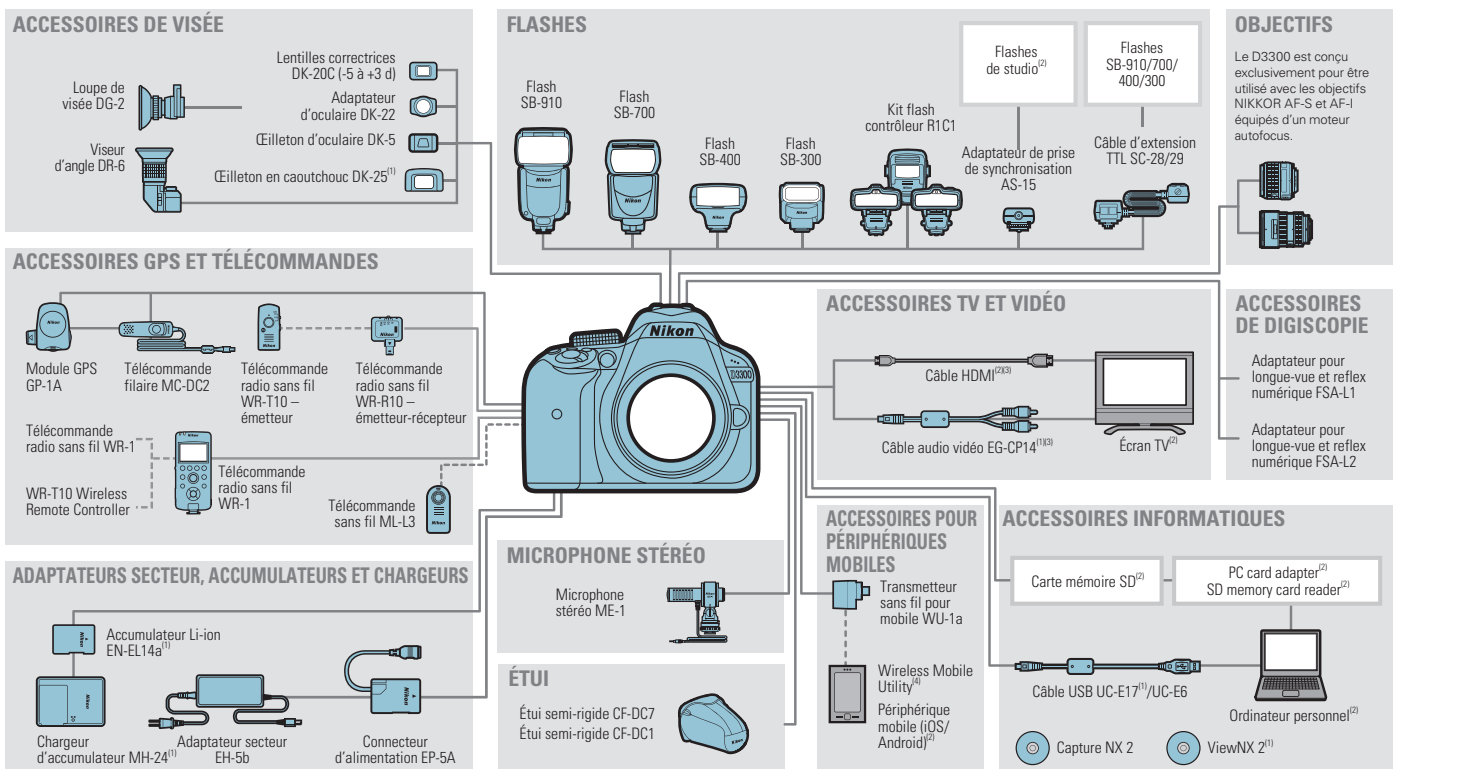 ACCESSOIRES DE VISÉE
Lentilles correctrices
DK-20C (-5 à +3 d)
Loupe de
visée DG-2
Adaptateur
d'oculaire DK-22
Œilleton d'oculaire DK-5
Viseur
d'angle DR-6
Œilleton en caoutchouc DK-25(1)
FLASHES
Flash
SB-910
Flash
SB-700
Flash
SB-400
Flash
SB-300
Kit flash
contrôleur R1C1
Flashes
de studio(2)
Adaptateur de prise
de synchronisation
AS-15
Flashes
SB-910/700/
400/300
Câble d'extension
TTL SC-28/29
OBJECTIFS
Le D3300 est conçu
exclusivement pour être
utilisé avec les objectifs
NIKKOR AF-S et AF-I
équipés d'un moteur
autofocus.
ACCESSOIRES GPS ET TÉLÉCOMMANDES
Module GPS
GP-1A
Télécommande
filaire MC-DC2
Télécommande
radio sans fil
WR-T10 –
émetteur
Télécommande
radio sans fil
WR-R10 –
émetteur-récepteur
Télécommande
radio sans fil WR-1
WR-T10 Wireless
Remote Controller
Télécommande
radio sans fil
WR-1
Télécommande
sans fil ML-L3
Nikon
D3300
ACCESSOIRES TV ET VIDÉO
Câble HDMI(2)(3)
Câble audio vidéo EG-CP14(1)(3)
Écran TV(2)
ACCESSOIRES
DE DIGISCOPIE
Adaptateur pour
longue-vue et reflex
numérique FSA-L1
Adaptateur pour
longue-vue et reflex
numérique FSA-L2
ADAPTATEURS SECTEUR, ACCUMULATEURS ET CHARGEURS
Accumulateur Li-ion
EN-EL14a(1)
Chargeur
d'accumulateur MH-24(1)
Adaptateur secteur
EH-5b
Connecteur
d'alimentation EP-5A
MICROPHONE STÉRÉO
Microphone
stéréo ME-1
ÉTUI
Étui semi-rigide CF-DC7
Étui semi-rigide CF-DC1
ACCESSOIRES POUR
PÉRIPHÉRIQUES
MOBILES
Transmetteur
sans fil pour
mobile WU-1a
Wireless Mobile
Utility(4)
Périphérique
mobile (iOS/
Android)(2)
ACCESSOIRES INFORMATIQUES
Carte mémoire SD(2)
PC card adapter(2)
SD memory card reader(2)
Câble USB UC-E17(1)/UC-E6
Ordinateur personnel(2)
Capture NX 2
ViewNX 2(1)